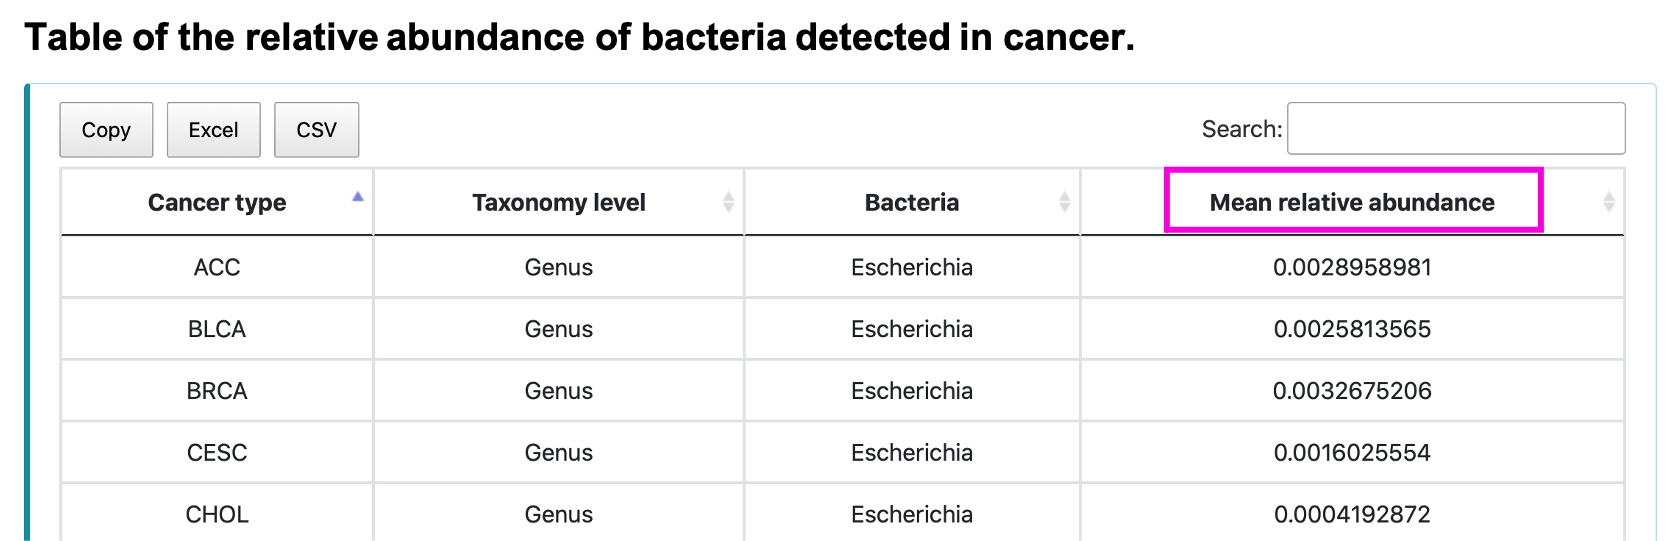 Table of the relative abundance of bacteria detected in cancer.
Copy Excel CSV Search:
Cancer type Taxonomy level Bacteria Mean relative abundance
ACC Genus Escherichia 0.0028958981
BLCA Genus Escherichia 0.0025813565
BRCA Genus Escherichia 0.0032675206
CESC Genus Escherichia 0.0016025554
CHOL Genus Escherichia 0.0004192872